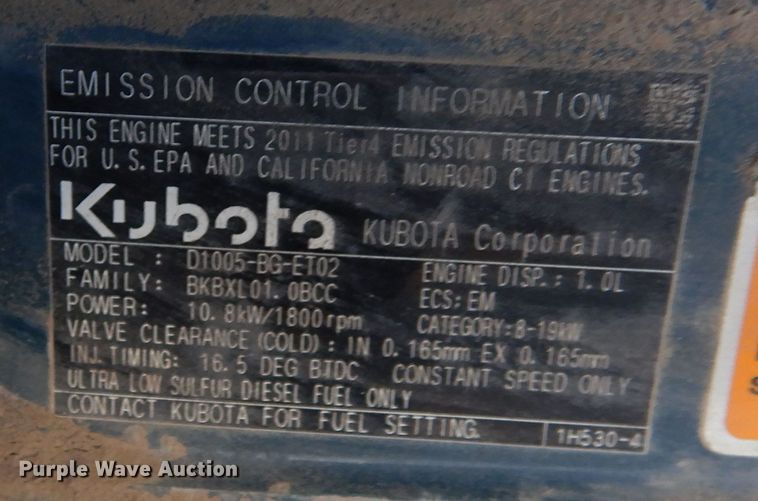 EMISSION CONTROL INFORMATION
THIS ENGINE MEETS 2011 Tier4 EMISSION REGULATIONS
FOR U.S. EPA AND CALIFORNIA NONROAD CI ENGINES.
Kubota KUBOTA Corporation
MODEL : D1005-BG-ET02 ENGINE DISP.: 1.0L
FAMILY: BKBXL01.0BCC ECS: EM
POWER: 10.8kW/1800rpm CATEGORY:8-19kW
VALVE CLEARANCE (COLD) : IN 0.165mm EX 0.165mm
INJ.TIMING: 16.5 DEG BTDC CONSTANT SPEED ONLY
ULTRA LOW SULFUR DIESEL FUEL ONLY
CONTACT KUBOTA FOR FUEL SETTING.
1H530-4
Purple Wave Auction